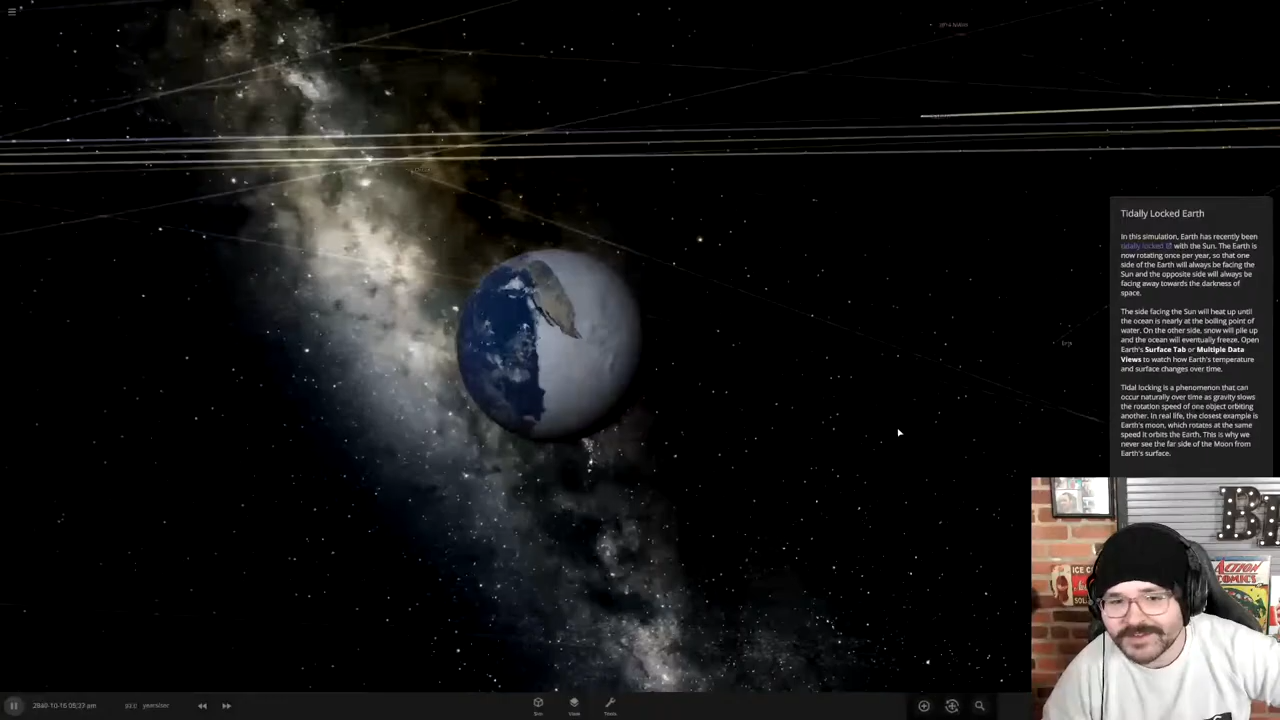 Tidally Locked Earth
In this simulation, Earth has recently been
tidally locked with the Sun. The Earth is
now rotating once per year, so that one
side of the Earth will always be facing the
Sun and the opposite side will always be
facing away towards the darkness of
space.
The side facing the Sun will heat up until
the ocean is nearly at the boiling point of
water. On the other side, snow will pile up
and the ocean will eventually freeze. Open
Earth's Surface Tab or Multiple Data
Views to watch how Earth's temperature
and surface changes over time.
Tidal locking is a phenomenon that can
occur naturally over time as gravity slows
the rotation speed of one object orbiting
another. In real life, the closest example is
Earth's moon, which rotates at the same
speed it orbits the Earth. This is why we
never see the far side of the Moon from
Earth's surface.
ICE
ACTION
COMICS
View
Tools